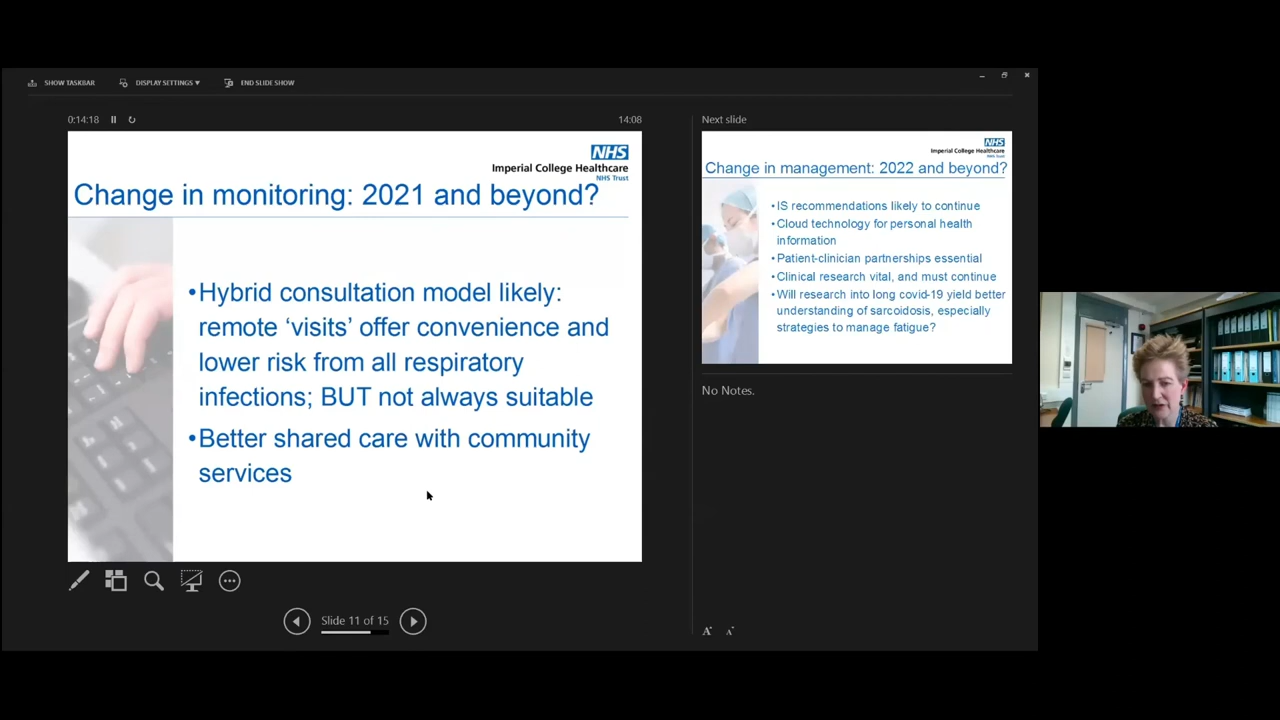 SHOW TASKBAR
DISPLAY SETTINGS ▾
END SLIDE SHOW
0:14:18
14:08
NHS
Imperial College Healthcare
NHS Trust
Change in monitoring: 2021 and beyond?
•Hybrid consultation model likely:
remote ‘visits’ offer convenience and
lower risk from all respiratory
infections; BUT not always suitable
•Better shared care with community
services
Slide 11 of 15
Next slide
NHS
Imperial College Healthcare
NHS Trust
Change in management: 2022 and beyond?
•IS recommendations likely to continue
•Cloud technology for personal health
information
•Patient-clinician partnerships essential
•Clinical research vital, and must continue
•Will research into long covid-19 yield better
understanding of sarcoidosis, especially
strategies to manage fatigue?
No Notes.
A A